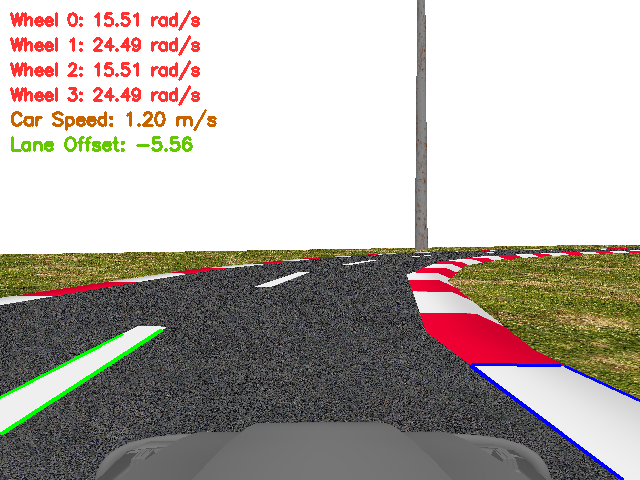 Wheel 0: 15.51 rad/s
Wheel 1: 24.49 rad/s
Wheel 2: 15.51 rad/s
Wheel 3: 24.49 rad/s
Car Speed: 1.20 m/s
Lane Offset: -5.56